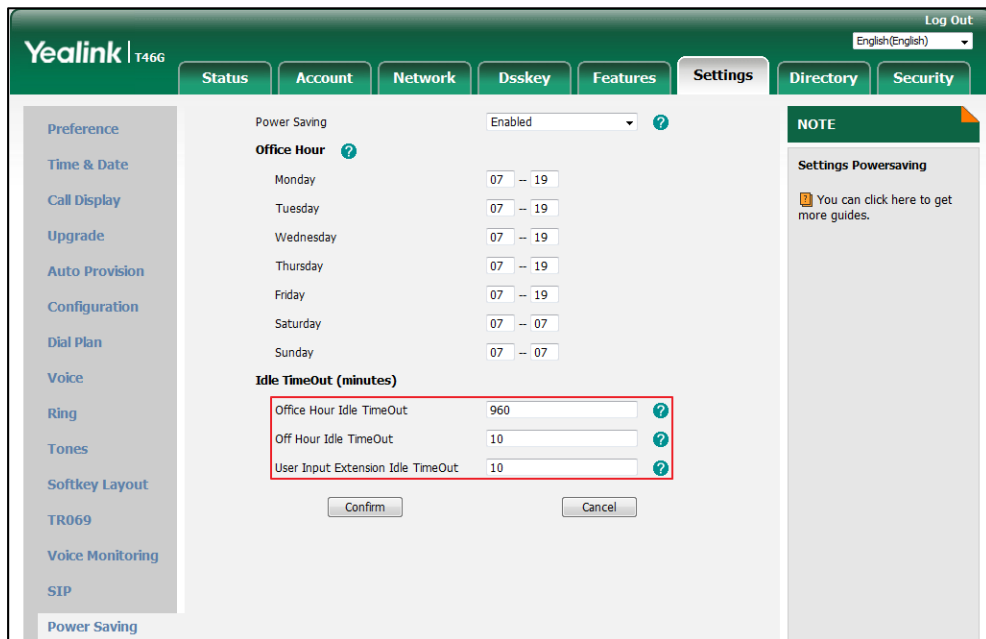 Log Out
Yealink | T46G
English(English)
Status Account Network Dsskey Features Settings Directory Security
Preference
Time & Date
Call Display
Upgrade
Auto Provision
Configuration
Dial Plan
Voice
Ring
Tones
Softkey Layout
TR069
Voice Monitoring
SIP
Power Saving
Power Saving Enabled ?
Office Hour ?
Monday 07 -- 19
Tuesday 07 -- 19
Wednesday 07 -- 19
Thursday 07 -- 19
Friday 07 -- 19
Saturday 07 -- 07
Sunday 07 -- 07
Idle TimeOut (minutes)
Office Hour Idle TimeOut 960 ?
Off Hour Idle TimeOut 10 ?
User Input Extension Idle TimeOut 10 ?
Confirm Cancel
NOTE
Settings Powersaving
? You can click here to get
more guides.